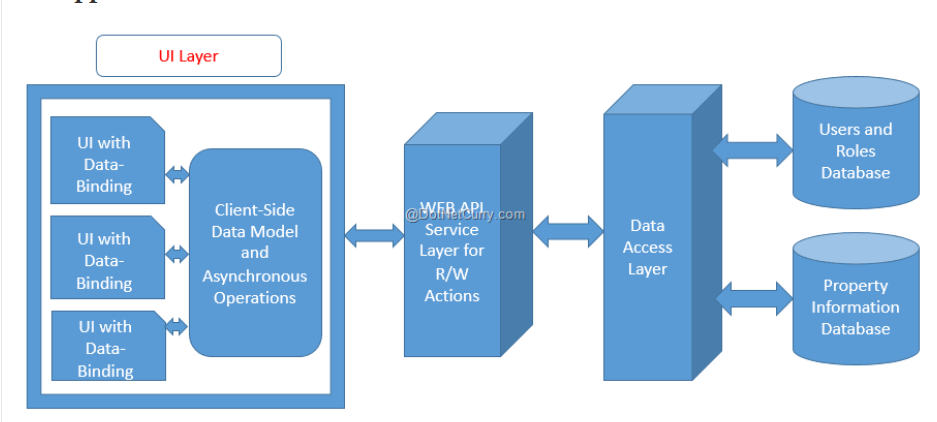 UI Layer
UI with
Data-
Binding
UI with
Data-
Binding
UI with
Data-
Binding
Client-Side
Data Model
and
Asynchronous
Operations
WEB API
@DotNetCurry.com
Service
Layer for
R/W
Actions
Data
Access
Layer
Users and
Roles
Database
Property
Information
Database